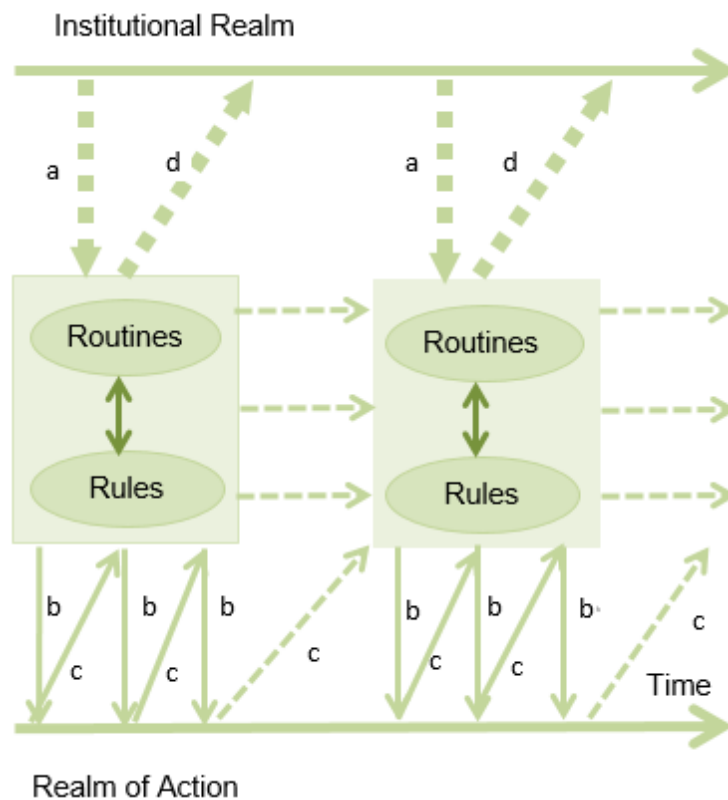 Institutional Realm
a
d
a
d
Routines
Routines
Rules
Rules
b
b
b
b
b
b
c
c
c
c
c
c
Time
Realm of Action